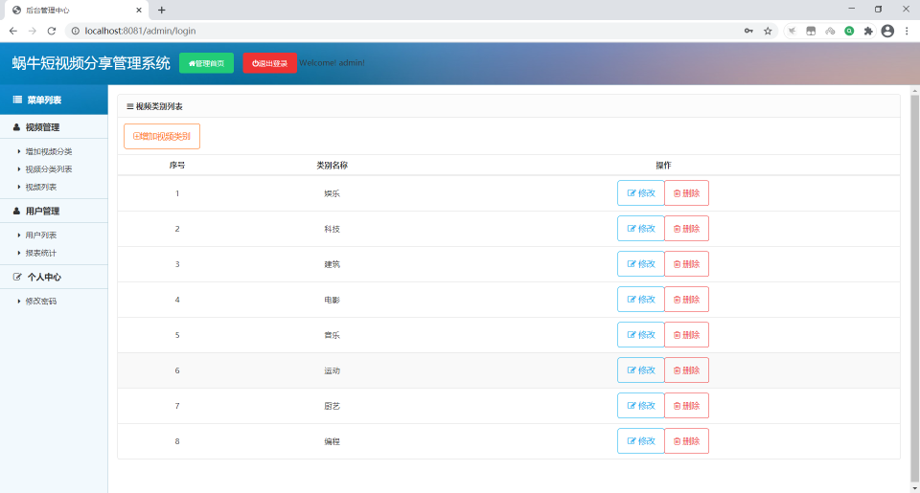 后台管理中心
localhost:8081/admin/login
蜗牛短视频分享管理系统 管理首页 退出登录 Welcome! admin!
菜单列表
视频管理
增加视频分类
视频分类列表
视频列表
用户管理
用户列表
报表统计
个人中心
修改密码
视频类别列表
增加视频类别
序号 类别名称 操作
1 娱乐 修改 删除
2 科技 修改 删除
3 建筑 修改 删除
4 电影 修改 删除
5 音乐 修改 删除
6 运动 修改 删除
7 厨艺 修改 删除
8 编程 修改 删除